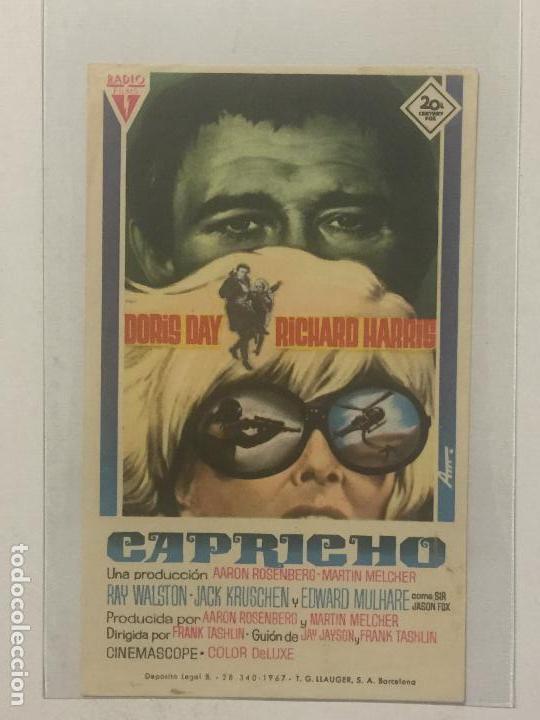 RADIO
FILMS
20th
CENTURY
FOX
DORIS DAY RICHARD HARRIS
CAPRICHO
Una producción AARON ROSENBERG - MARTIN MELCHER
RAY WALSTON - JACK KRUSCHEN y EDWARD MULHARE como SIR JASON FOX
Producida por AARON ROSENBERG y MARTIN MELCHER
Dirigida por FRANK TASHLIN - Guión de JAY JAYSON y FRANK TASHLIN
CINEMASCOPE • COLOR DeLUXE
Depósito Legal B. - 28 340-1967 - T. G. LLAUGER, S. A. Barcelona
todocoleccion